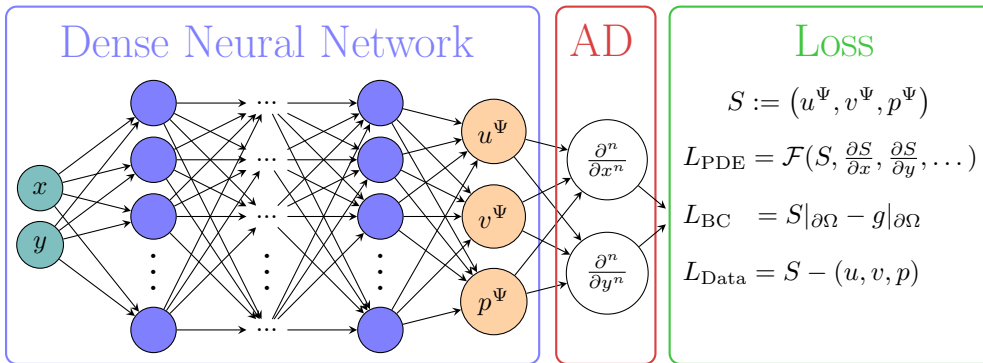 Dense Neural Network
AD
Loss
x
y
...
...
...
...
u^Ψ
v^Ψ
p^Ψ
∂^n/∂x^n
∂^n/∂y^n
S := (u^Ψ, v^Ψ, p^Ψ)
L_PDE = F(S, ∂S/∂x, ∂S/∂y, . . . )
L_BC = S|_∂Ω − g|_∂Ω
L_Data = S − (u, v, p)